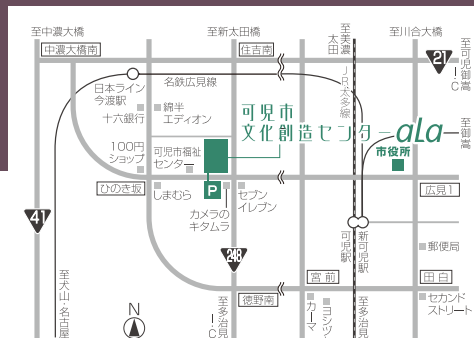 至中濃大橋
至新太田橋
至美濃太田
至川合大橋
中濃大橋南
住吉南
21
至可児御嵩I.C
日本ライン今渡駅
名鉄広見線
JR太多線
十六銀行
錦半
エディオン
可児市
文化創造センター ala
至御嵩
100円
ショップ
可児市福祉
センター
市役所
ひのき坂
しまむら
P
カメラの
キタムラ
セブン
イレブン
広見1
41
248
可児駅
新可児駅
郵便局
至犬山・名古屋
N
至多治見I.C
徳野南
宮前
カーマ
ヨシヅ
至多治見
田白
セカンド
ストリート